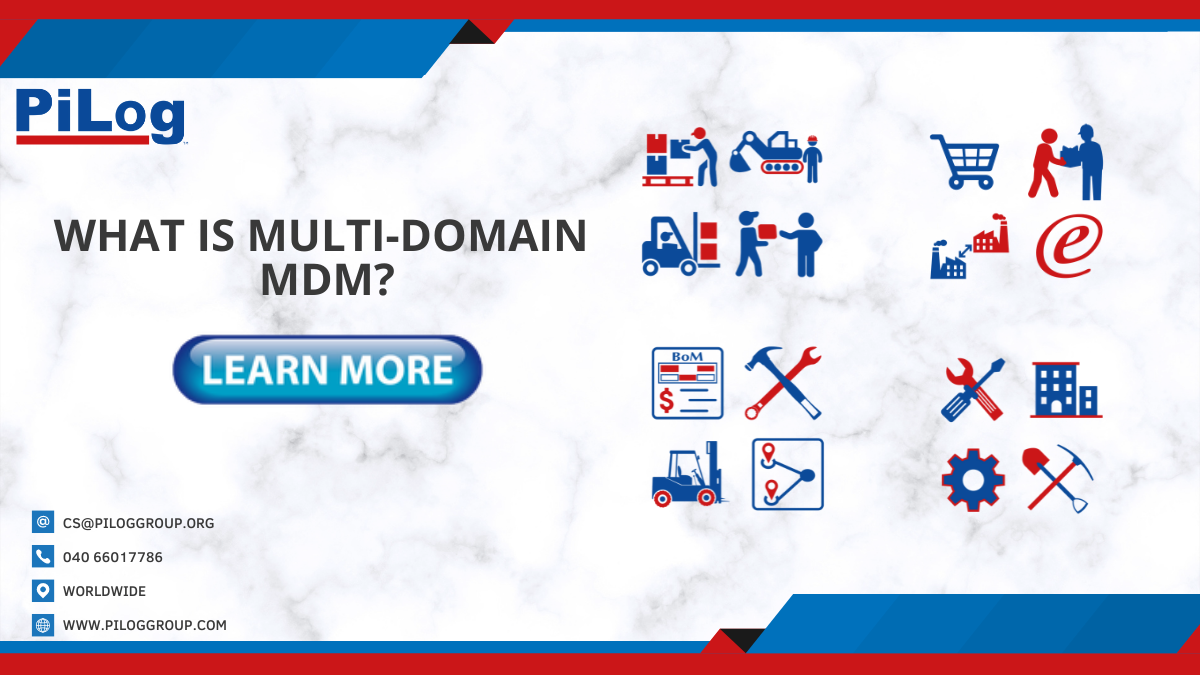 PiLog
WHAT IS MULTI-DOMAIN
MDM?
LEARN MORE
BoM
$
e
@ CS@PILOGGROUP.ORG
040 66017786
WORLDWIDE
WWW.PILOGGROUP.COM